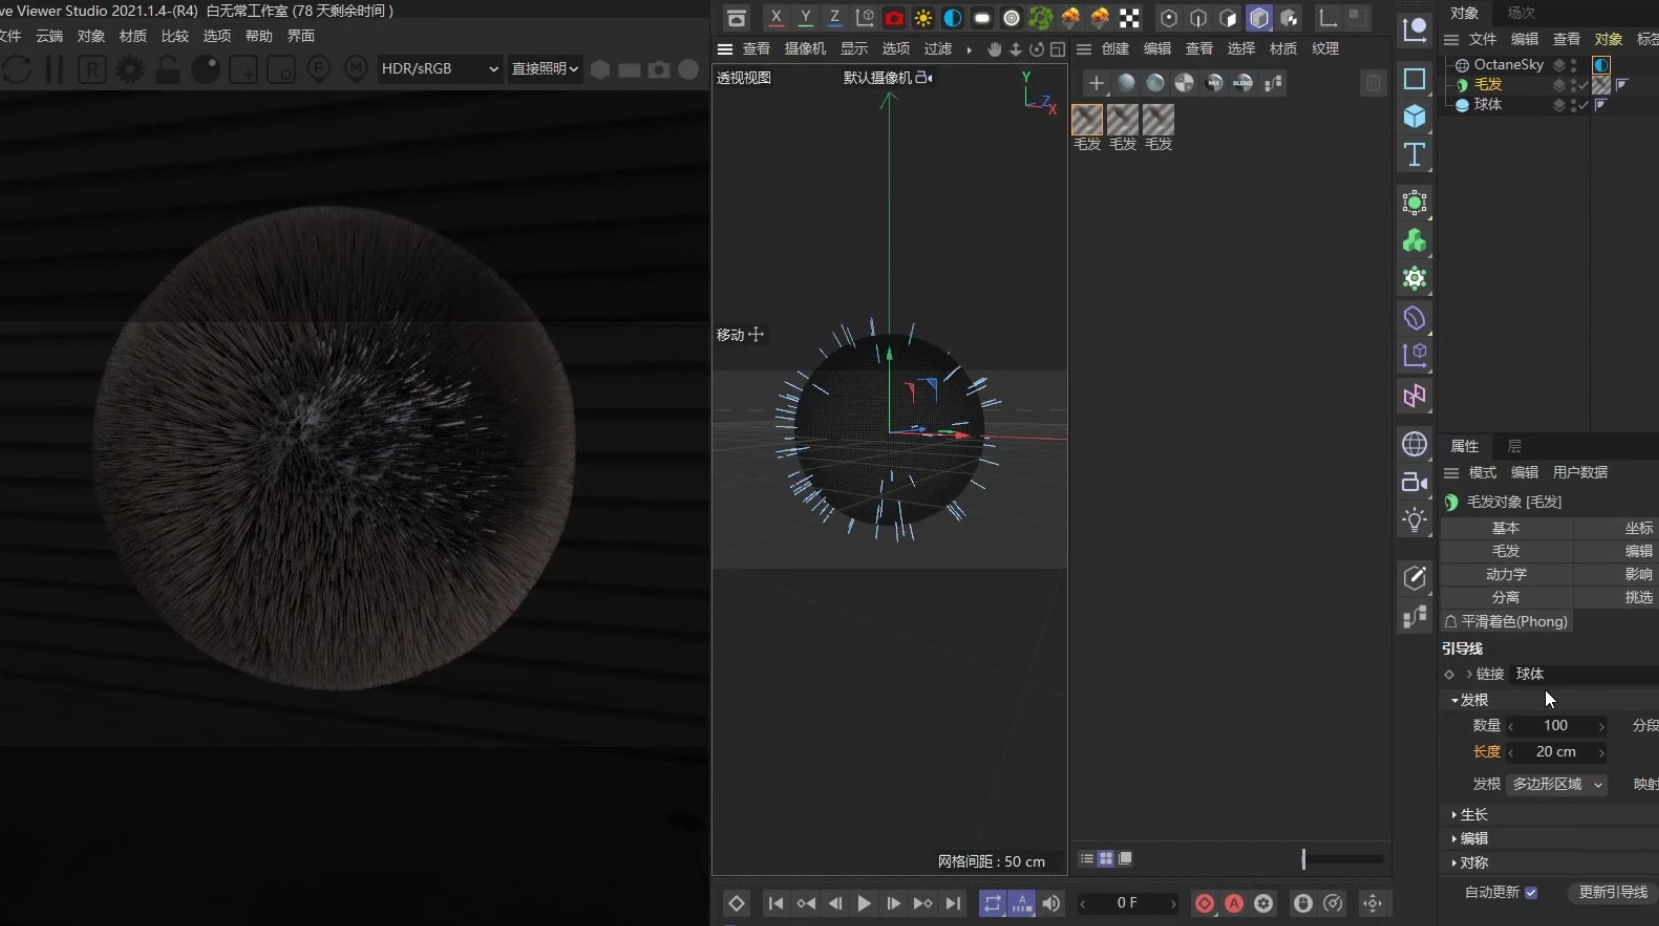 ve Viewer Studio 2021.1.4-(R4) 白无常工作室 (78 天剩余时间 )
文件 云端 对象 材质 比较 选项 帮助 界面
HDR/sRGB 直接照明
X Y Z
查看 摄像机 显示 选项 过滤
透视视图 默认摄像机
Y
Z
X
移动
网格间距 : 50 cm
创建 编辑 查看 选择 材质 纹理
毛发 毛发 毛发
0 F
对象 场次
文件 编辑 查看 对象 标签
OctaneSky
毛发
球体
属性 层
模式 编辑 用户数据
毛发对象 [毛发]
基本 坐标
毛发 编辑
动力学 影响
分离 挑选
平滑着色(Phong)
引导线
链接 球体
发根
数量 100 分段
长度 20 cm
发根 多边形区域 映射
生长
编辑
对称
自动更新 更新引导线